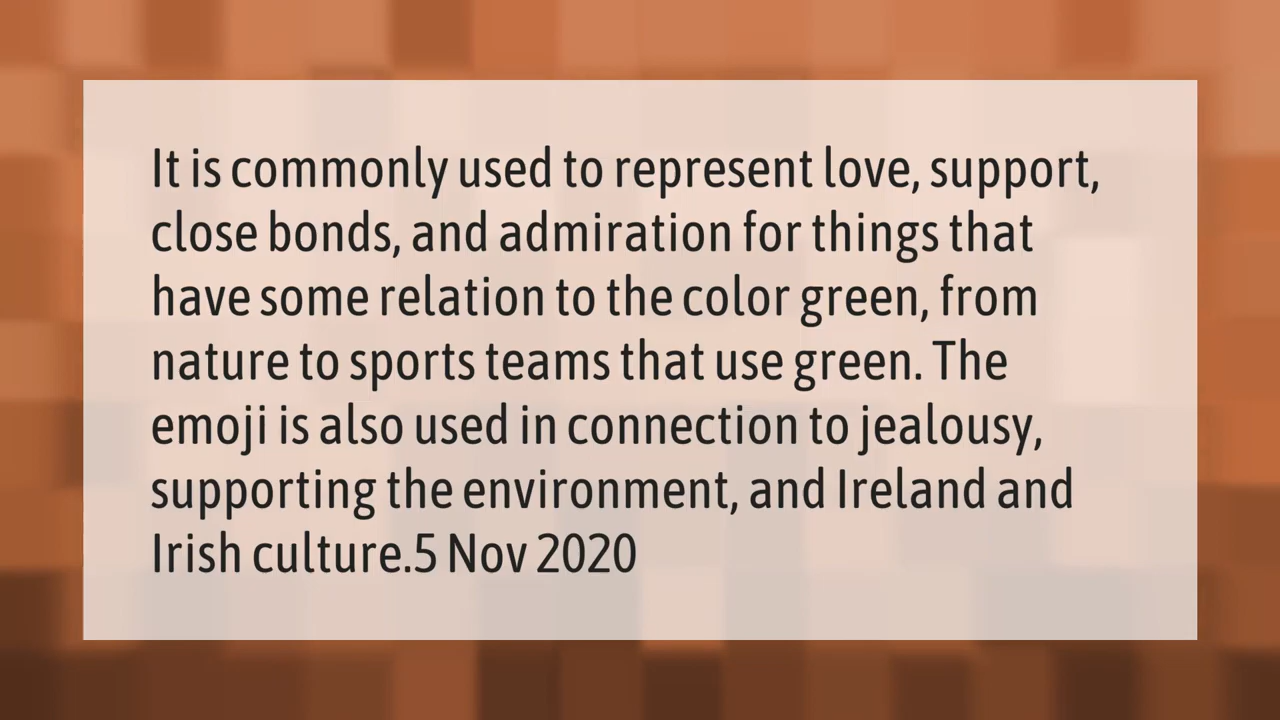 It is commonly used to represent love, support,
close bonds, and admiration for things that
have some relation to the color green, from
nature to sports teams that use green. The
emoji is also used in connection to jealousy,
supporting the environment, and Ireland and
Irish culture.5 Nov 2020